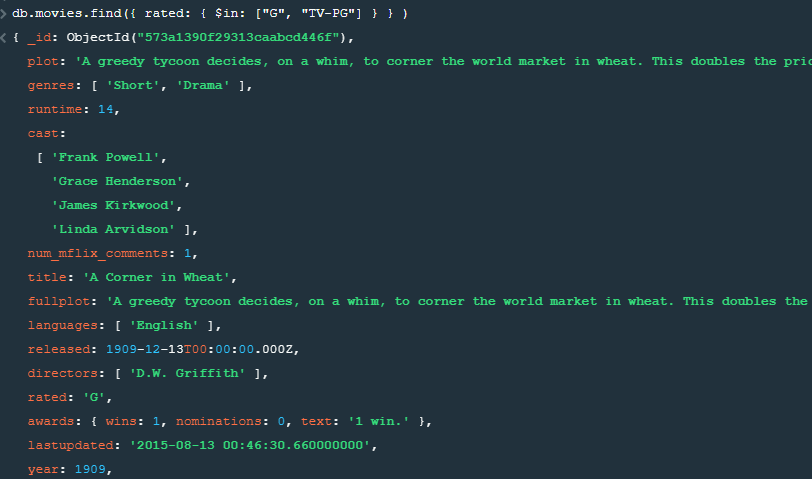 > db.movies.find({ rated: { $in: ["G", "TV-PG"] } } )
< { _id: ObjectId("573a1390f29313caabcd446f"),
plot: 'A greedy tycoon decides, on a whim, to corner the world market in wheat. This doubles the pric
genres: [ 'Short', 'Drama' ],
runtime: 14,
cast:
[ 'Frank Powell',
'Grace Henderson',
'James Kirkwood',
'Linda Arvidson' ],
num_mflix_comments: 1,
title: 'A Corner in Wheat',
fullplot: 'A greedy tycoon decides, on a whim, to corner the world market in wheat. This doubles the
languages: [ 'English' ],
released: 1909-12-13T00:00:00.000Z,
directors: [ 'D.W. Griffith' ],
rated: 'G',
awards: { wins: 1, nominations: 0, text: '1 win.' },
lastupdated: '2015-08-13 00:46:30.660000000',
year: 1909,